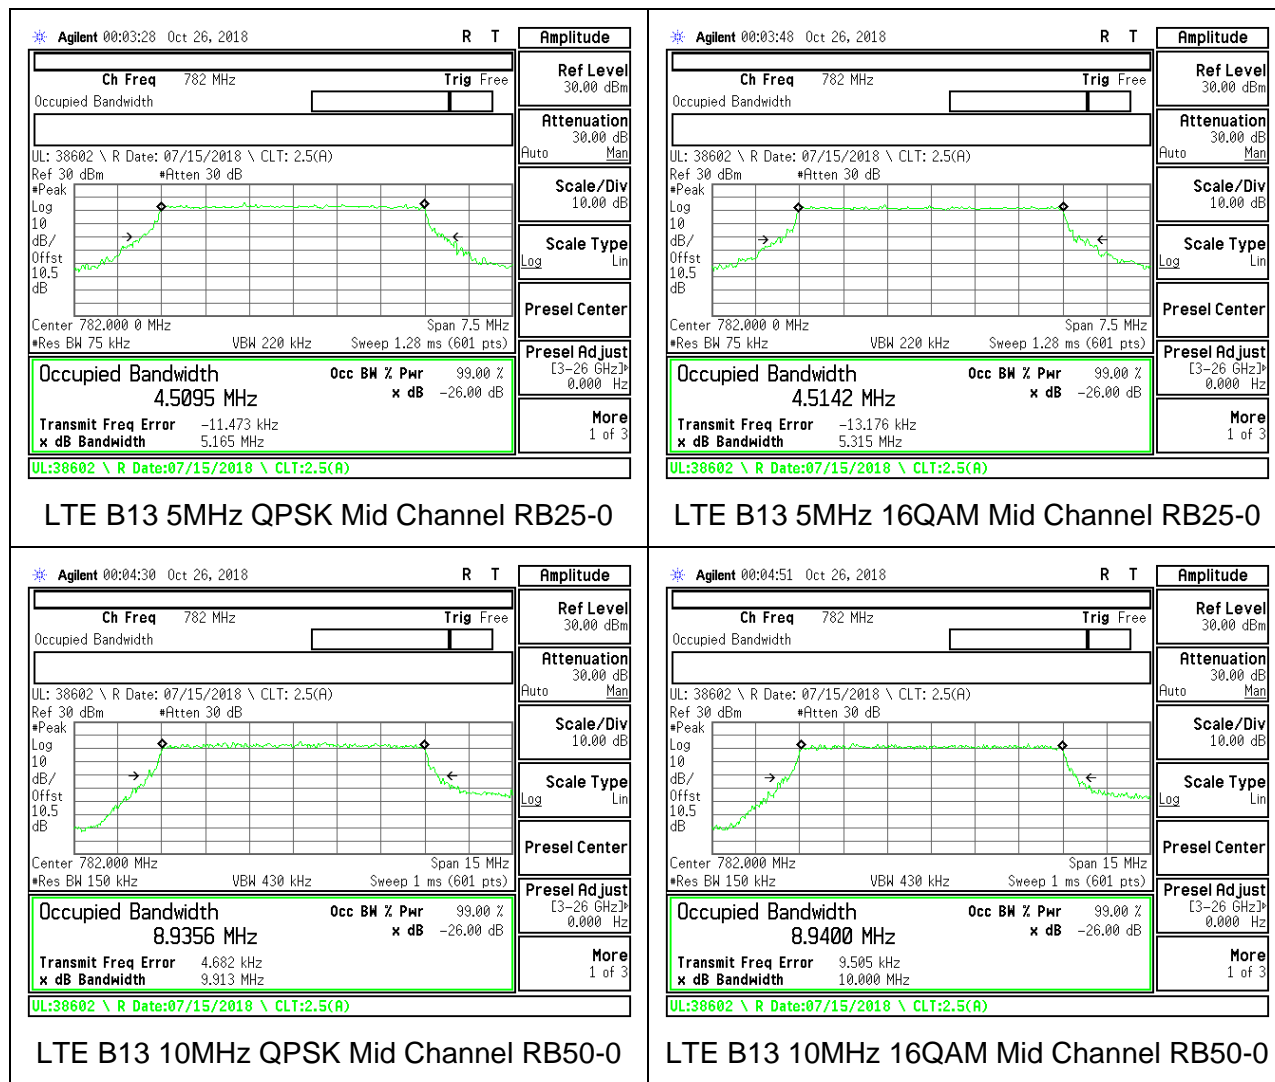 Agilent 00:03:28 Oct 26, 2018 R T
Amplitude
Ch Freq 782 MHz Trig Free
Occupied Bandwidth
UL: 38602 \ R Date: 07/15/2018 \ CLT: 2.5(A)
Ref 30 dBm #Atten 30 dB
#Peak
Log
10
dB/
Offst
10.5
dB
Center 782.000 0 MHz Span 7.5 MHz
#Res BW 75 kHz VBW 220 kHz Sweep 1.28 ms (601 pts)
Occupied Bandwidth Occ BW % Pwr 99.00 %
4.5095 MHz x dB -26.00 dB
Transmit Freq Error -11.473 kHz
x dB Bandwidth 5.165 MHz
UL:38602 \ R Date:07/15/2018 \ CLT:2.5(A)
Ref Level
30.00 dBm
Attenuation
30.00 dB
Auto Man
Scale/Div
10.00 dB
Scale Type
Log Lin
Presel Center
Presel Adjust
[3-26 GHz]
0.000 Hz
More
1 of 3
LTE B13 5MHz QPSK Mid Channel RB25-0
Agilent 00:03:48 Oct 26, 2018 R T
Amplitude
Ch Freq 782 MHz Trig Free
Occupied Bandwidth
UL: 38602 \ R Date: 07/15/2018 \ CLT: 2.5(A)
Ref 30 dBm #Atten 30 dB
#Peak
Log
10
dB/
Offst
10.5
dB
Center 782.000 0 MHz Span 7.5 MHz
#Res BW 75 kHz VBW 220 kHz Sweep 1.28 ms (601 pts)
Occupied Bandwidth Occ BW % Pwr 99.00 %
4.5142 MHz x dB -26.00 dB
Transmit Freq Error -13.176 kHz
x dB Bandwidth 5.315 MHz
UL:38602 \ R Date:07/15/2018 \ CLT:2.5(A)
Ref Level
30.00 dBm
Attenuation
30.00 dB
Auto Man
Scale/Div
10.00 dB
Scale Type
Log Lin
Presel Center
Presel Adjust
[3-26 GHz]
0.000 Hz
More
1 of 3
LTE B13 5MHz 16QAM Mid Channel RB25-0
Agilent 00:04:30 Oct 26, 2018 R T
Amplitude
Ch Freq 782 MHz Trig Free
Occupied Bandwidth
UL: 38602 \ R Date: 07/15/2018 \ CLT: 2.5(A)
Ref 30 dBm #Atten 30 dB
#Peak
Log
10
dB/
Offst
10.5
dB
Center 782.000 MHz Span 15 MHz
#Res BW 150 kHz VBW 430 kHz Sweep 1 ms (601 pts)
Occupied Bandwidth Occ BW % Pwr 99.00 %
8.9356 MHz x dB -26.00 dB
Transmit Freq Error 4.682 kHz
x dB Bandwidth 9.913 MHz
UL:38602 \ R Date:07/15/2018 \ CLT:2.5(A)
Ref Level
30.00 dBm
Attenuation
30.00 dB
Auto Man
Scale/Div
10.00 dB
Scale Type
Log Lin
Presel Center
Presel Adjust
[3-26 GHz]
0.000 Hz
More
1 of 3
LTE B13 10MHz QPSK Mid Channel RB50-0
Agilent 00:04:51 Oct 26, 2018 R T
Amplitude
Ch Freq 782 MHz Trig Free
Occupied Bandwidth
UL: 38602 \ R Date: 07/15/2018 \ CLT: 2.5(A)
Ref 30 dBm #Atten 30 dB
#Peak
Log
10
dB/
Offst
10.5
dB
Center 782.000 MHz Span 15 MHz
#Res BW 150 kHz VBW 430 kHz Sweep 1 ms (601 pts)
Occupied Bandwidth Occ BW % Pwr 99.00 %
8.9400 MHz x dB -26.00 dB
Transmit Freq Error 9.505 kHz
x dB Bandwidth 10.000 MHz
UL:38602 \ R Date:07/15/2018 \ CLT:2.5(A)
Ref Level
30.00 dBm
Attenuation
30.00 dB
Auto Man
Scale/Div
10.00 dB
Scale Type
Log Lin
Presel Center
Presel Adjust
[3-26 GHz]
0.000 Hz
More
1 of 3
LTE B13 10MHz 16QAM Mid Channel RB50-0